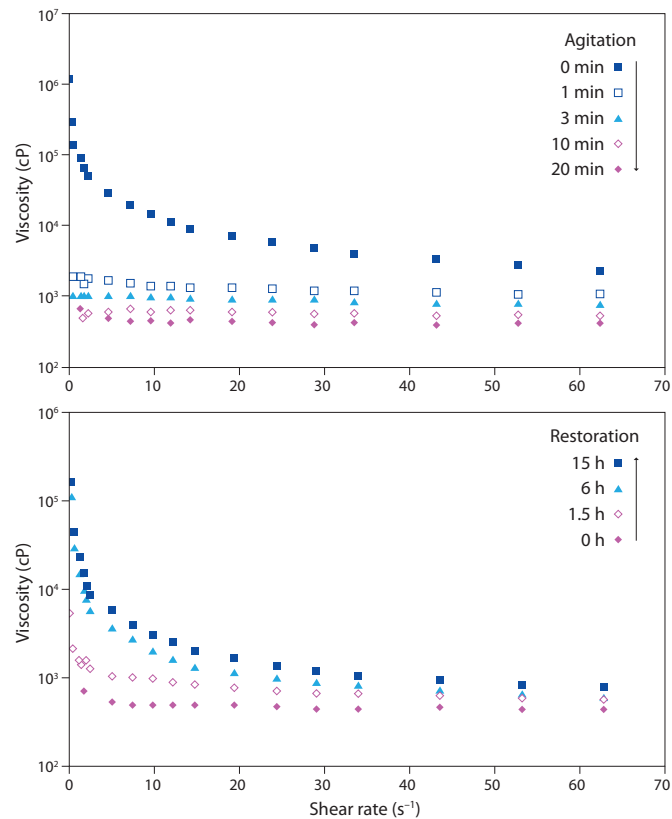 10⁷
Agitation
0 min
10⁶
1 min
3 min
10⁵
10 min
20 min
Viscosity (cP)
10⁴
10³
10²
0 10 20 30 40 50 60 70
10⁶
Restoration
15 h
10⁵
6 h
1.5 h
0 h
Viscosity (cP)
10⁴
10³
10²
0 10 20 30 40 50 60 70
Shear rate (s⁻¹)